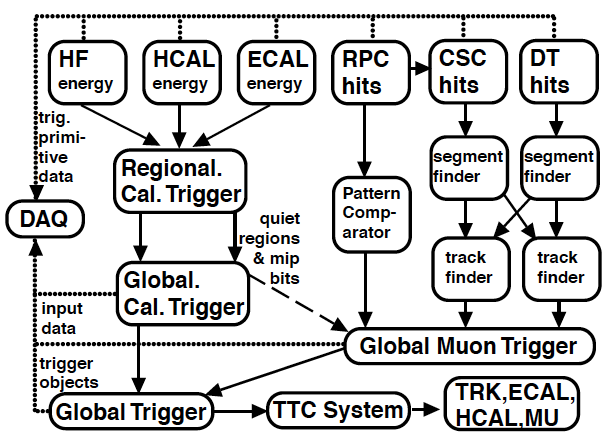 HF
energy
HCAL
energy
ECAL
energy
RPC
hits
CSC
hits
DT
hits
trig.
primi-
tive
data
Regional.
Cal. Trigger
segment
finder
segment
finder
Pattern
Comp-
arator
DAQ
quiet
regions
& mip
bits
Global.
Cal. Trigger
track
finder
track
finder
input
data
Global Muon Trigger
trigger
objects
Global Trigger
TTC System
TRK,ECAL,
HCAL,MU